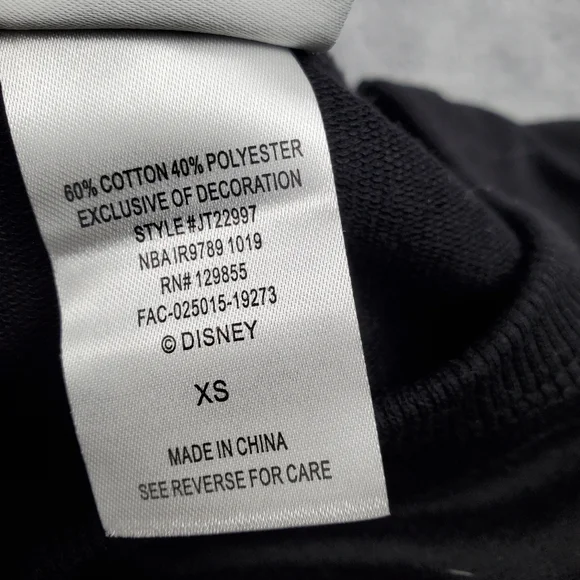 60% COTTON 40% POLYESTER
EXCLUSIVE OF DECORATION
STYLE #JT22997
NBA IR9789 1019
RN# 129855
FAC-025015-19273
© DISNEY
XS
MADE IN CHINA
SEE REVERSE FOR CARE